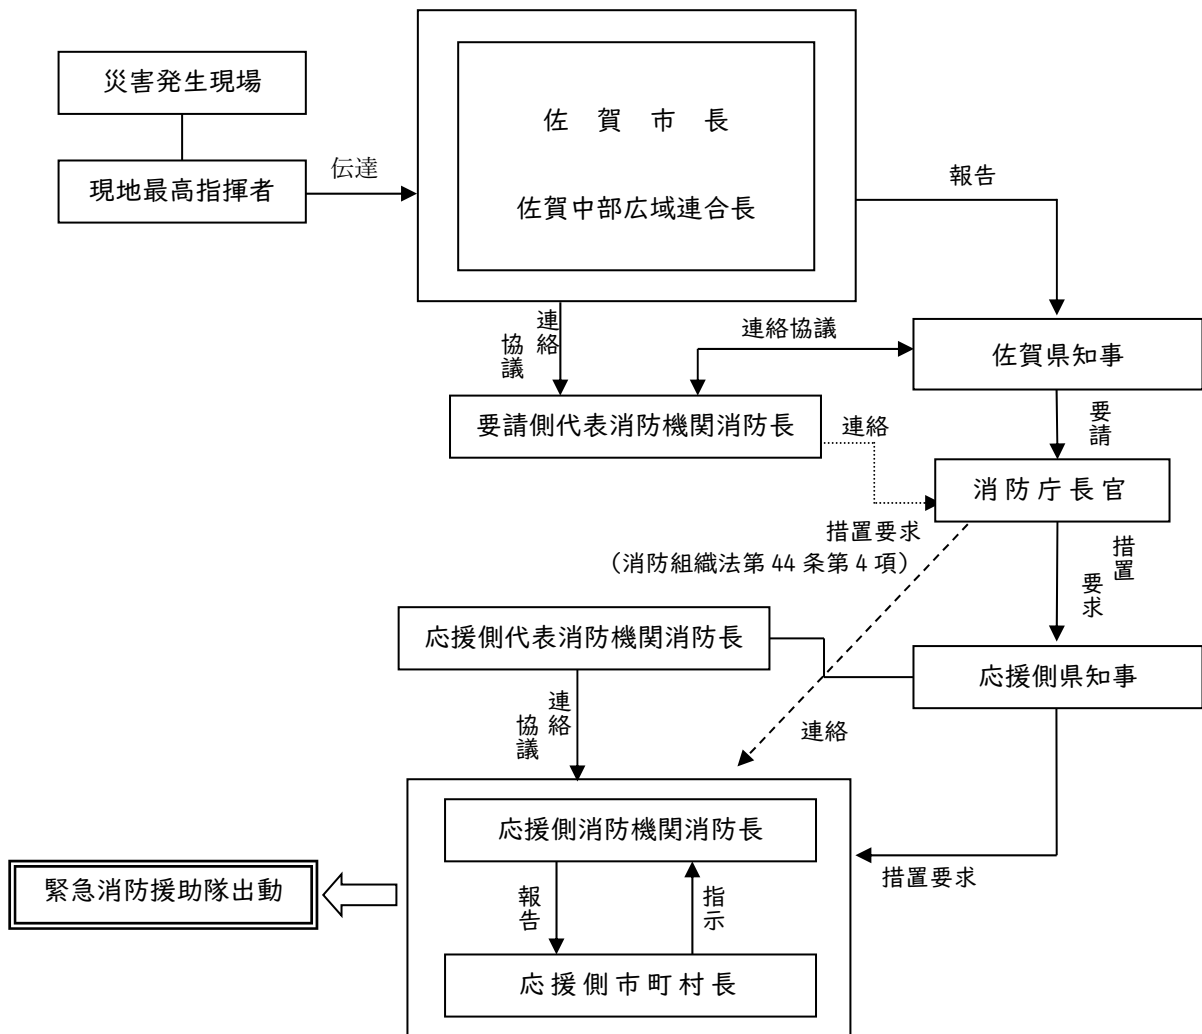 災害発生現場
現地最高指揮者
伝達
佐賀市長
佐賀中部広域連合長
報告
連絡
協議
連絡協議
佐賀県知事
要請側代表消防機関消防長
連絡
要請
消防庁長官
措置要求
（消防組織法第44条第4項）
措置
要求
応援側代表消防機関消防長
応援側県知事
連絡
協議
連絡
応援側消防機関消防長
措置要求
緊急消防援助隊出動
報告
指示
応援側市町村長